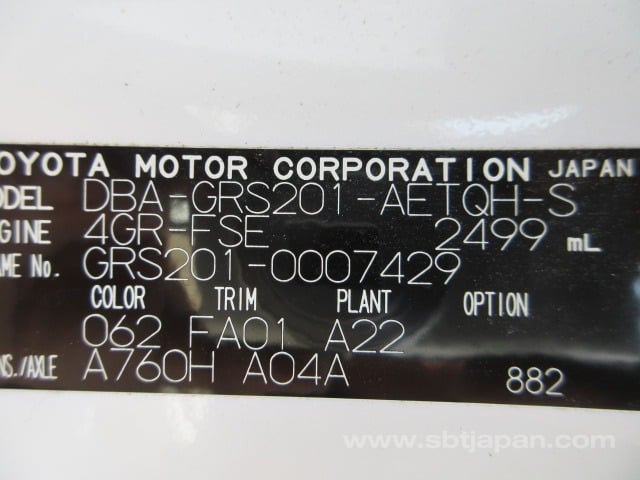 OYOTA MOTOR CORPORATION JAPAN
ODEL DBA-GRS201-AETQH-S
GINE 4GR-FSE 2499 mL
AME No. GRS201-0007429
COLOR TRIM PLANT OPTION
062 FA01 A22
NS./AXLE A760H A04A 882
www.sbtjapan.com